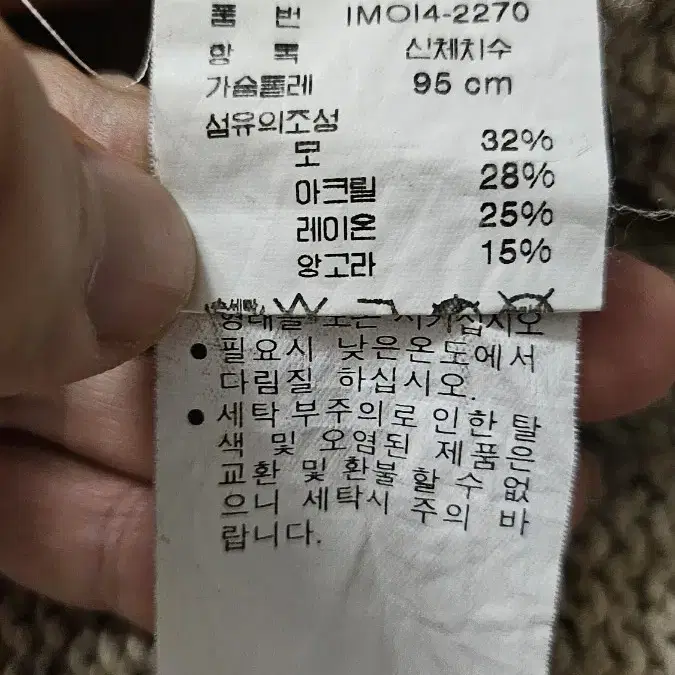 품 번 IMOI4-2270
항 목 신체치수
가슴둘레 95 cm
섬유의조성
모 32%
아크릴 28%
레이온 25%
앙고라 15%
필요시 낮은온도에서
다림질 하십시오.
세탁 부주의로 인한 탈
색 및 오염된 제품은
교환 및 환불 할 수 없
으니 세탁시 주의 바
랍니다.